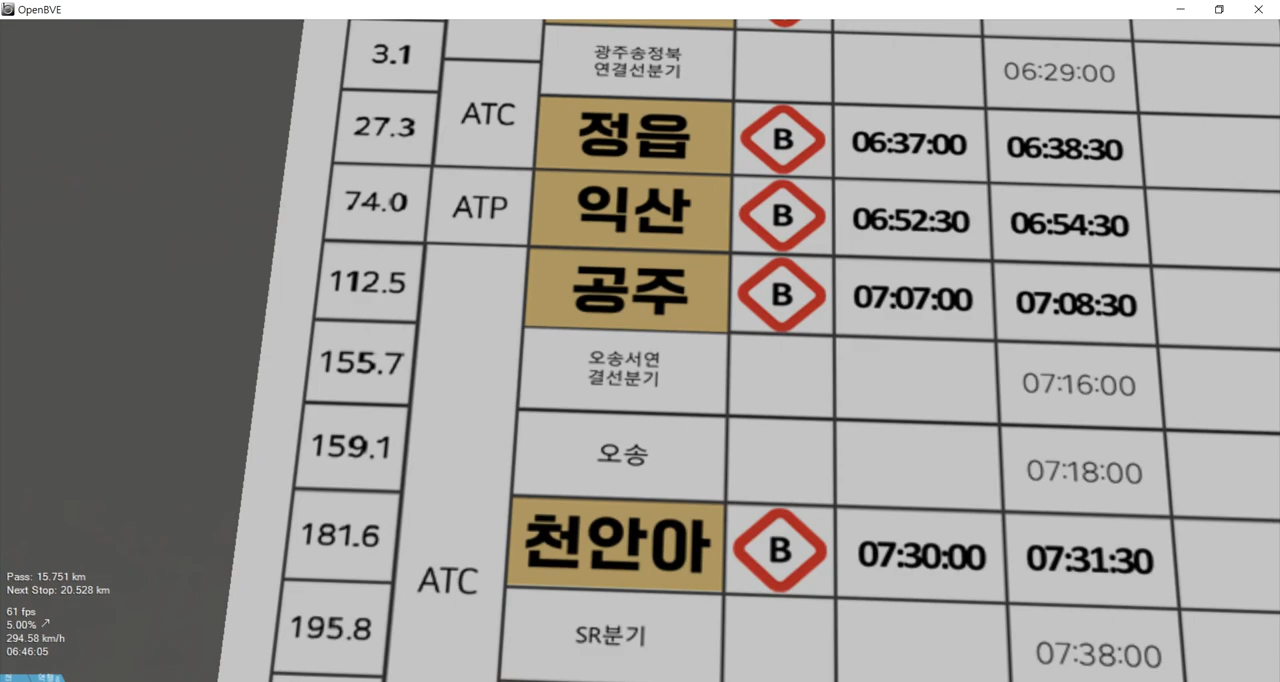 OpenBVE
3.1 광주송정북 06:29:00
연결선분기
ATC
27.3 정읍 B 06:37:00 06:38:30
74.0 ATP 익산 B 06:52:30 06:54:30
112.5 공주 B 07:07:00 07:08:30
155.7 오송서연 07:16:00
결선분기
159.1 오송 07:18:00
181.6 천안아 B 07:30:00 07:31:30
ATC
195.8 SR분기 07:38:00
Pass: 15.751 km
Next Stop: 20.528 km
61 fps
5.00% ↗
294.58 km/h
06:46:05